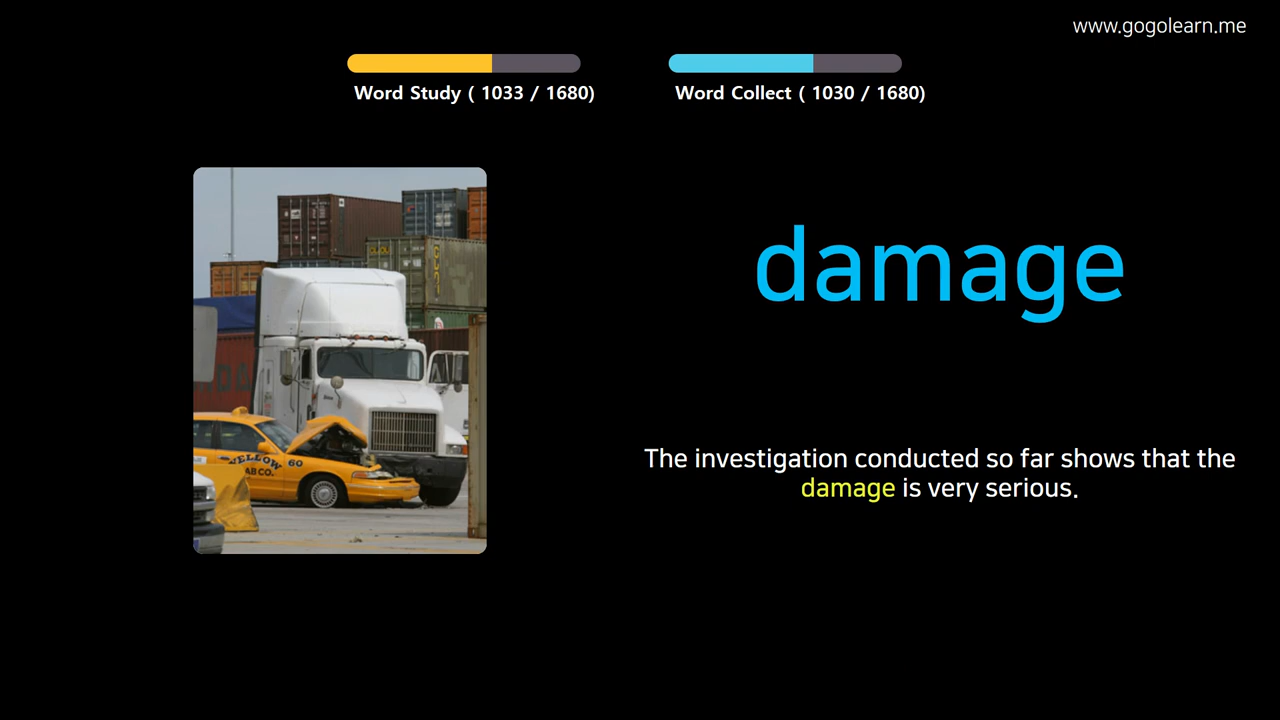 www.gogolearn.me
Word Study ( 1033 / 1680)
Word Collect ( 1030 / 1680)
damage
The investigation conducted so far shows that the
damage is very serious.
YELLOW
CAB CO.
60